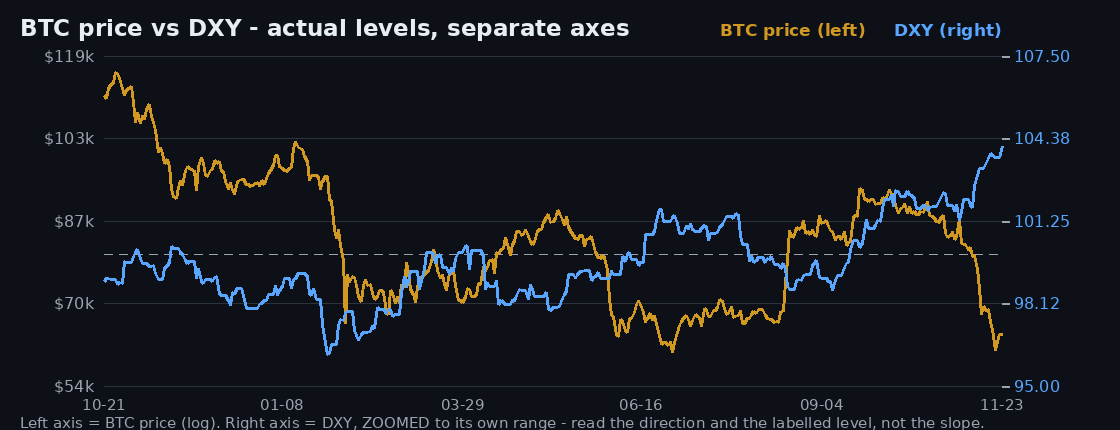 BTC price vs DXY - actual levels, separate axes
BTC price (left) DXY (right)
$119k 107.50
$103k 104.38
$87k 101.25
$70k 98.12
$54k 95.00
10-21 01-08 03-29 06-16 09-04 11-23
Left axis = BTC price (log). Right axis = DXY, ZOOMED to its own range - read the direction and the labelled level, not the slope.